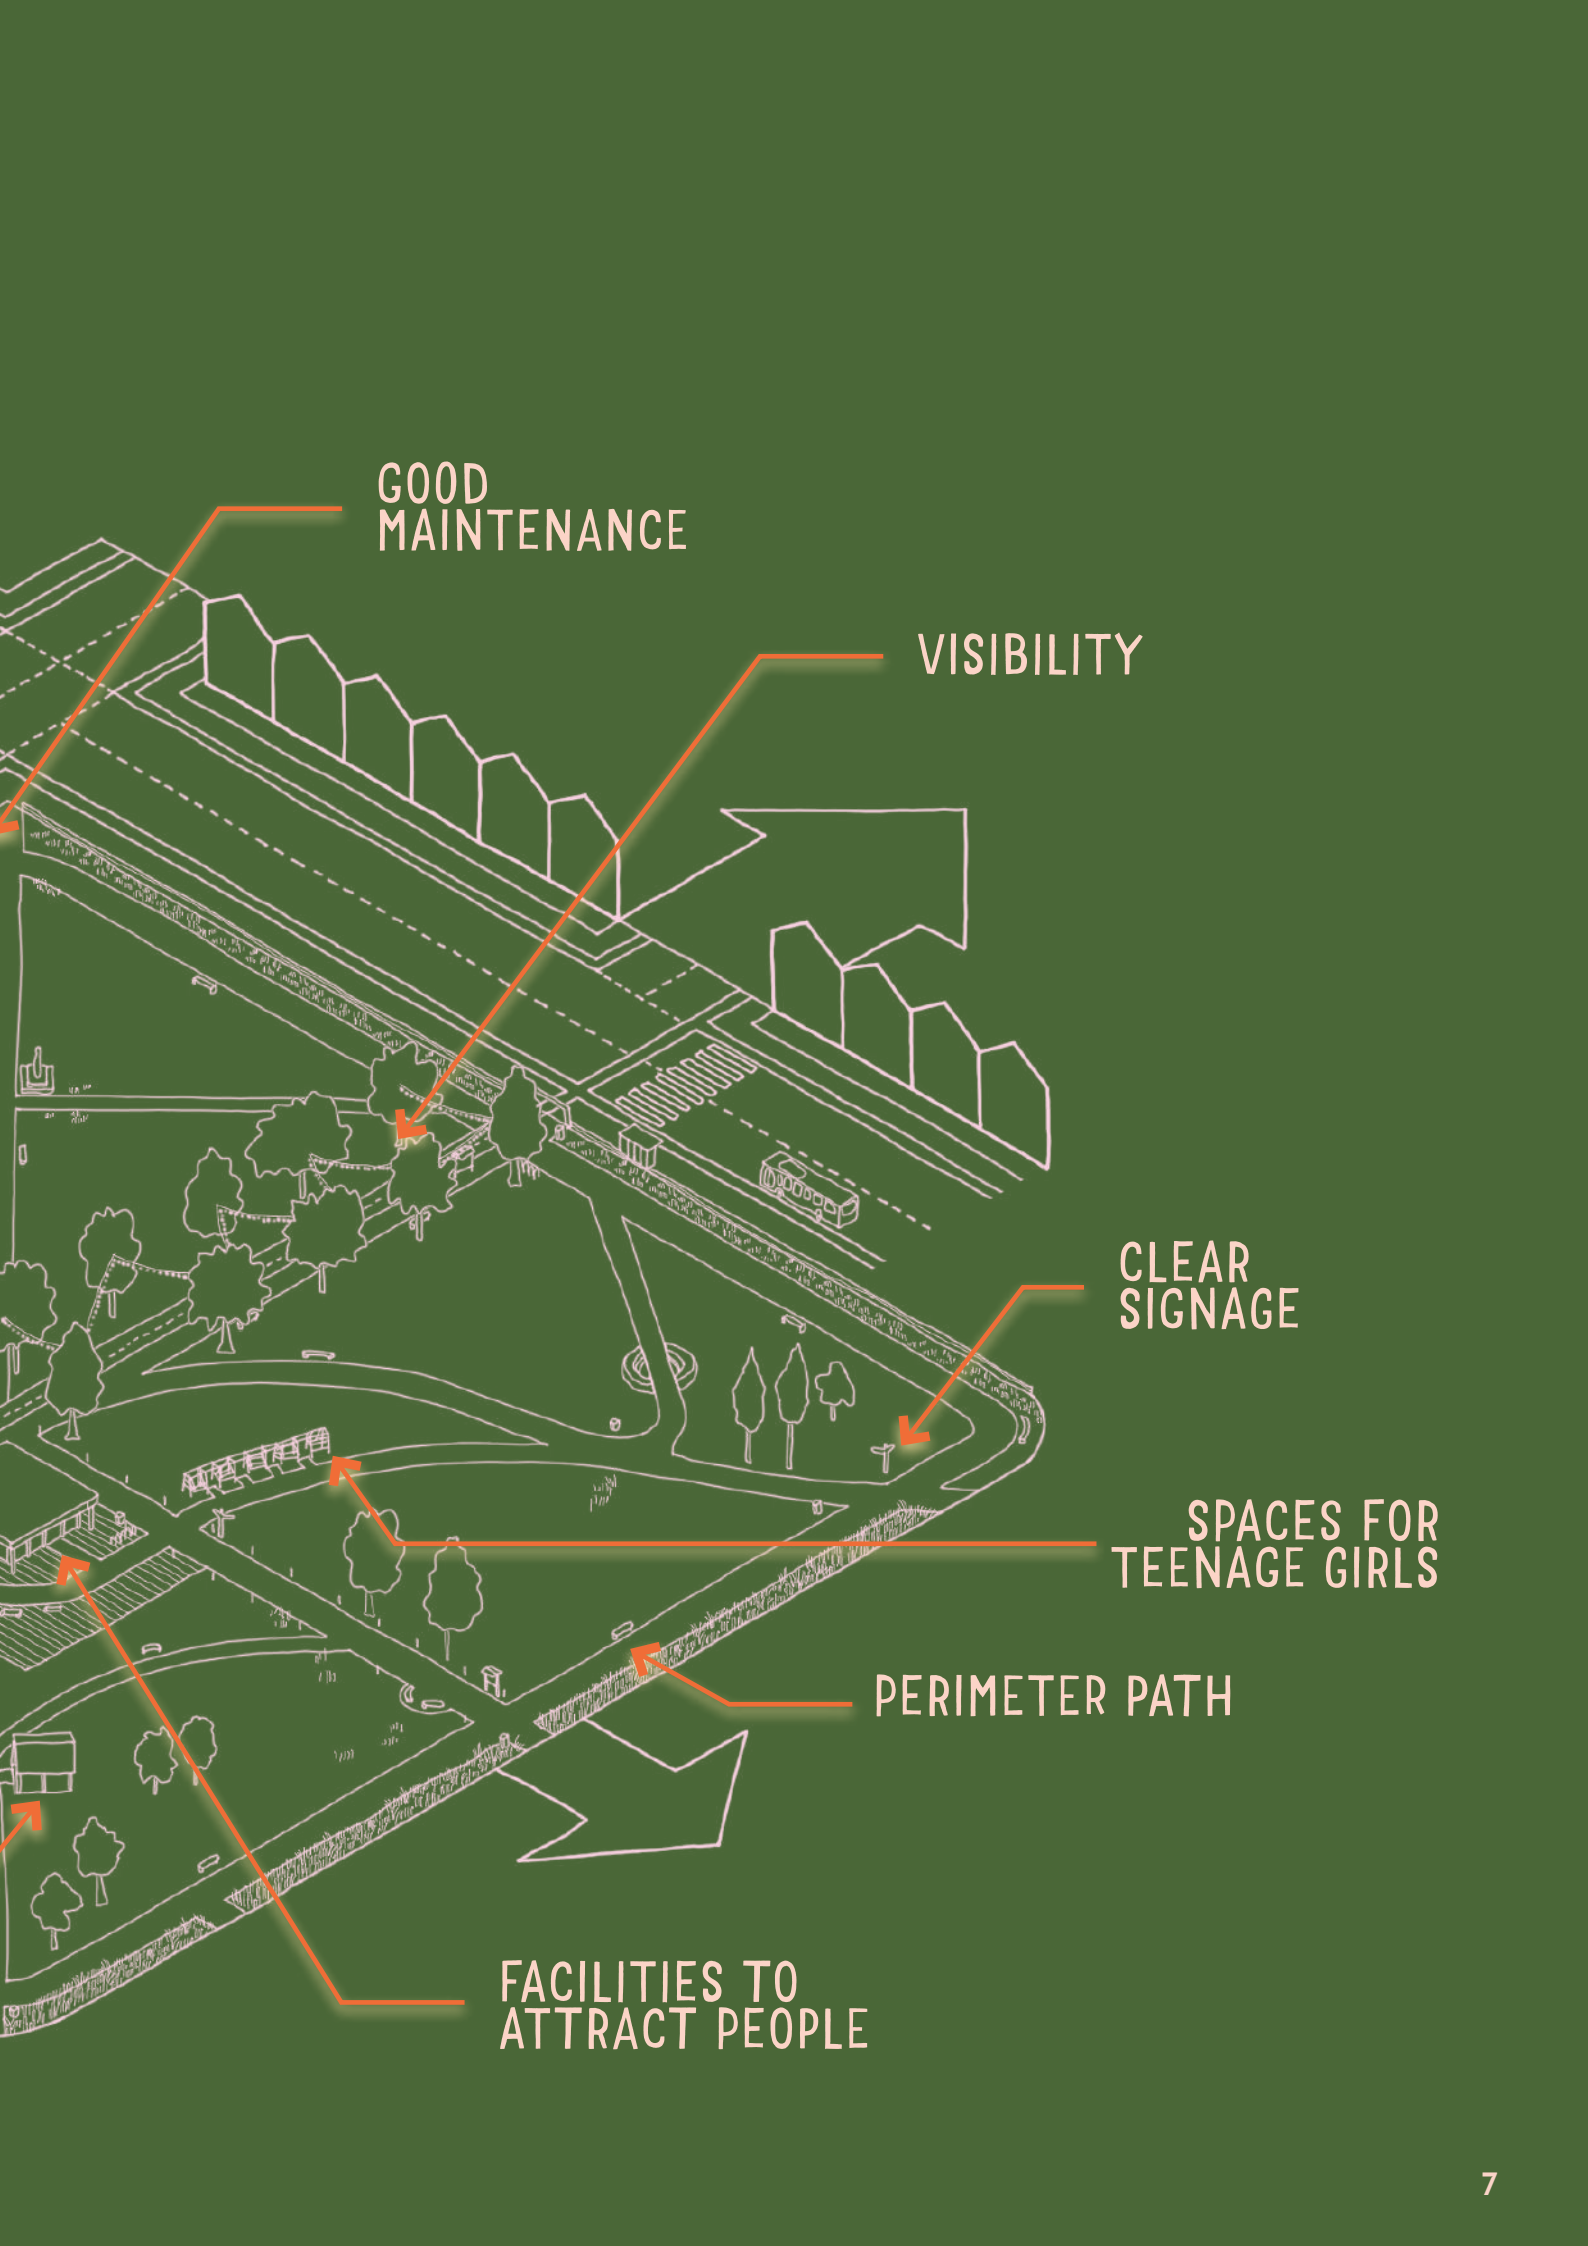 GOOD
MAINTENANCE
VISIBILITY
CLEAR
SIGNAGE
SPACES FOR
TEENAGE GIRLS
PERIMETER PATH
FACILITIES TO
ATTRACT PEOPLE
7